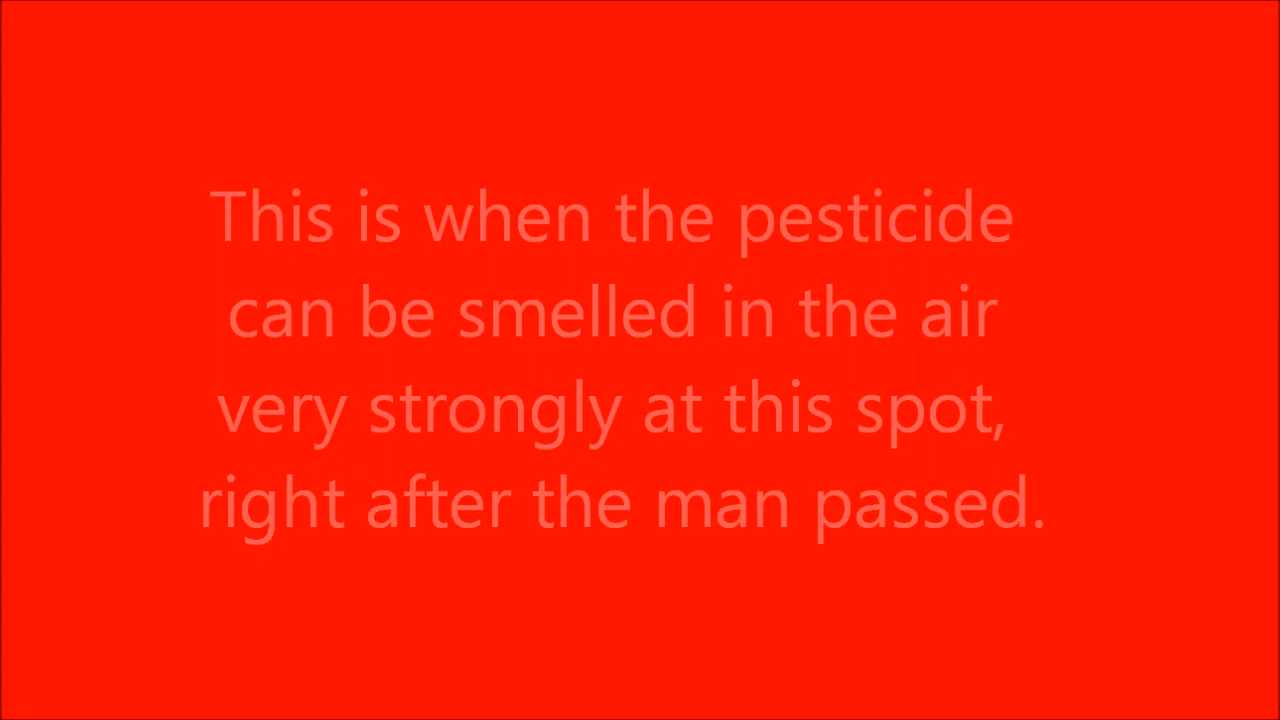 This is when the pesticide
can be smelled in the air
very strongly at this spot,
right after the man passed.